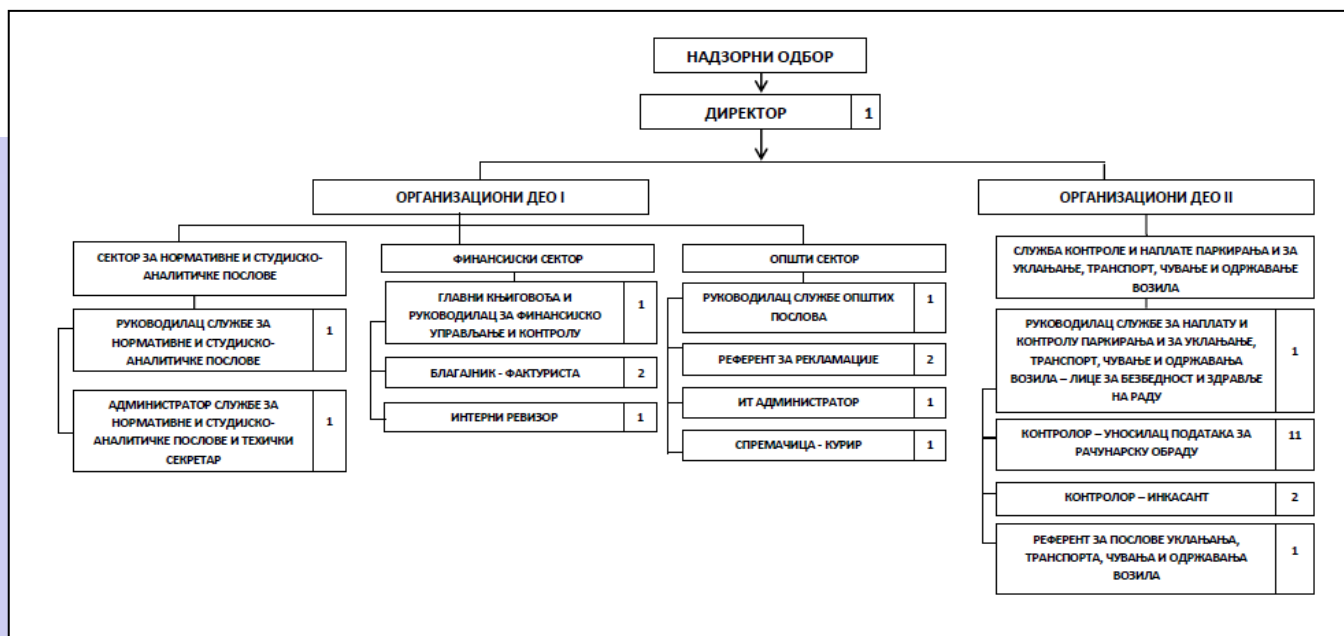 НАДЗОРНИ ОДБОР
ДИРЕКТОР 1
ОРГАНИЗАЦИОНИ ДЕО I
СЕКТОР ЗА НОРМАТИВНЕ И СТУДИЈСКО-
АНАЛИТИЧКЕ ПОСЛОВЕ
РУКОВОДИЛАЦ СЛУЖБЕ ЗА 1
НОРМАТИВНЕ И СТУДИЈСКО-
АНАЛИТИЧКЕ ПОСЛОВЕ
АДМИНИСТРАТОР СЛУЖБЕ ЗА
НОРМАТИВНЕ И СТУДИЈСКО- 1
АНАЛИТИЧКЕ ПОСЛОВЕ И ТЕХИЧКИ
СЕКРЕТАР
ФИНАНСИЈСКИ СЕКТОР
ГЛАВНИ КЊИГОВОЂА И 1
РУКОВОДИЛАЦ ЗА ФИНАНСИЈСКО
УПРАВЉАЊЕ И КОНТРОЛУ
БЛАГАЈНИК - ФАКТУРИСТА 2
ИНТЕРНИ РЕВИЗОР 1
ОПШТИ СЕКТОР
РУКОВОДИЛАЦ СЛУЖБЕ ОПШТИХ 1
ПОСЛОВА
РЕФЕРЕНТ ЗА РЕКЛАМАЦИЈЕ 2
ИТ АДМИНИСТРАТОР 1
СПРЕМАЧИЦА - КУРИР 1
ОРГАНИЗАЦИОНИ ДЕО II
СЛУЖБА КОНТРОЛЕ И НАПЛАТЕ ПАРКИРАЊА И ЗА
УКЛАЊАЊЕ, ТРАНСПОРТ, ЧУВАЊЕ И ОДРЖАВАЊЕ
ВОЗИЛА
РУКОВОДИЛАЦ СЛУЖБЕ ЗА НАПЛАТУ И
КОНТРОЛУ ПАРКИРАЊА И ЗА УКЛАЊАЊЕ,
ТРАНСПОРТ, ЧУВАЊЕ И ОДРЖАВАЊА 1
ВОЗИЛА – ЛИЦЕ ЗА БЕЗБЕДНОСТ И ЗДРАВЉЕ
НА РАДУ
КОНТРОЛОР – УНОСИЛАЦ ПОДАТАКА ЗА 11
РАЧУНАРСКУ ОБРАДУ
КОНТРОЛОР – ИНКАСАНТ 2
РЕФЕРЕНТ ЗА ПОСЛОВЕ УКЛАЊАЊА,
ТРАНСПОРТА, ЧУВАЊА И ОДРЖАВАЊА 1
ВОЗИЛА